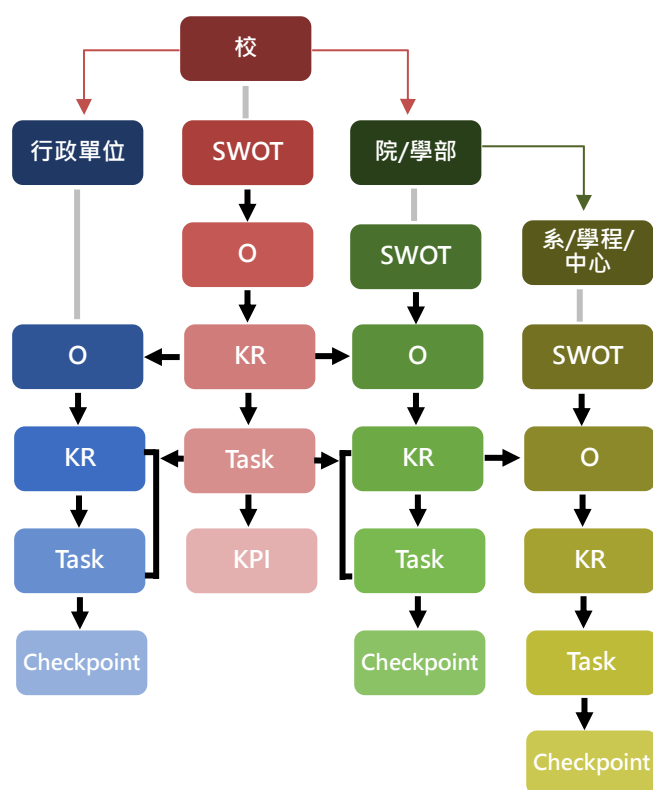 校
行政單位
SWOT
院/學部
O
SWOT
系/學程/
中心
O
KR
O
SWOT
KR
Task
KR
O
Task
KPI
Task
KR
Checkpoint
Checkpoint
Task
Checkpoint